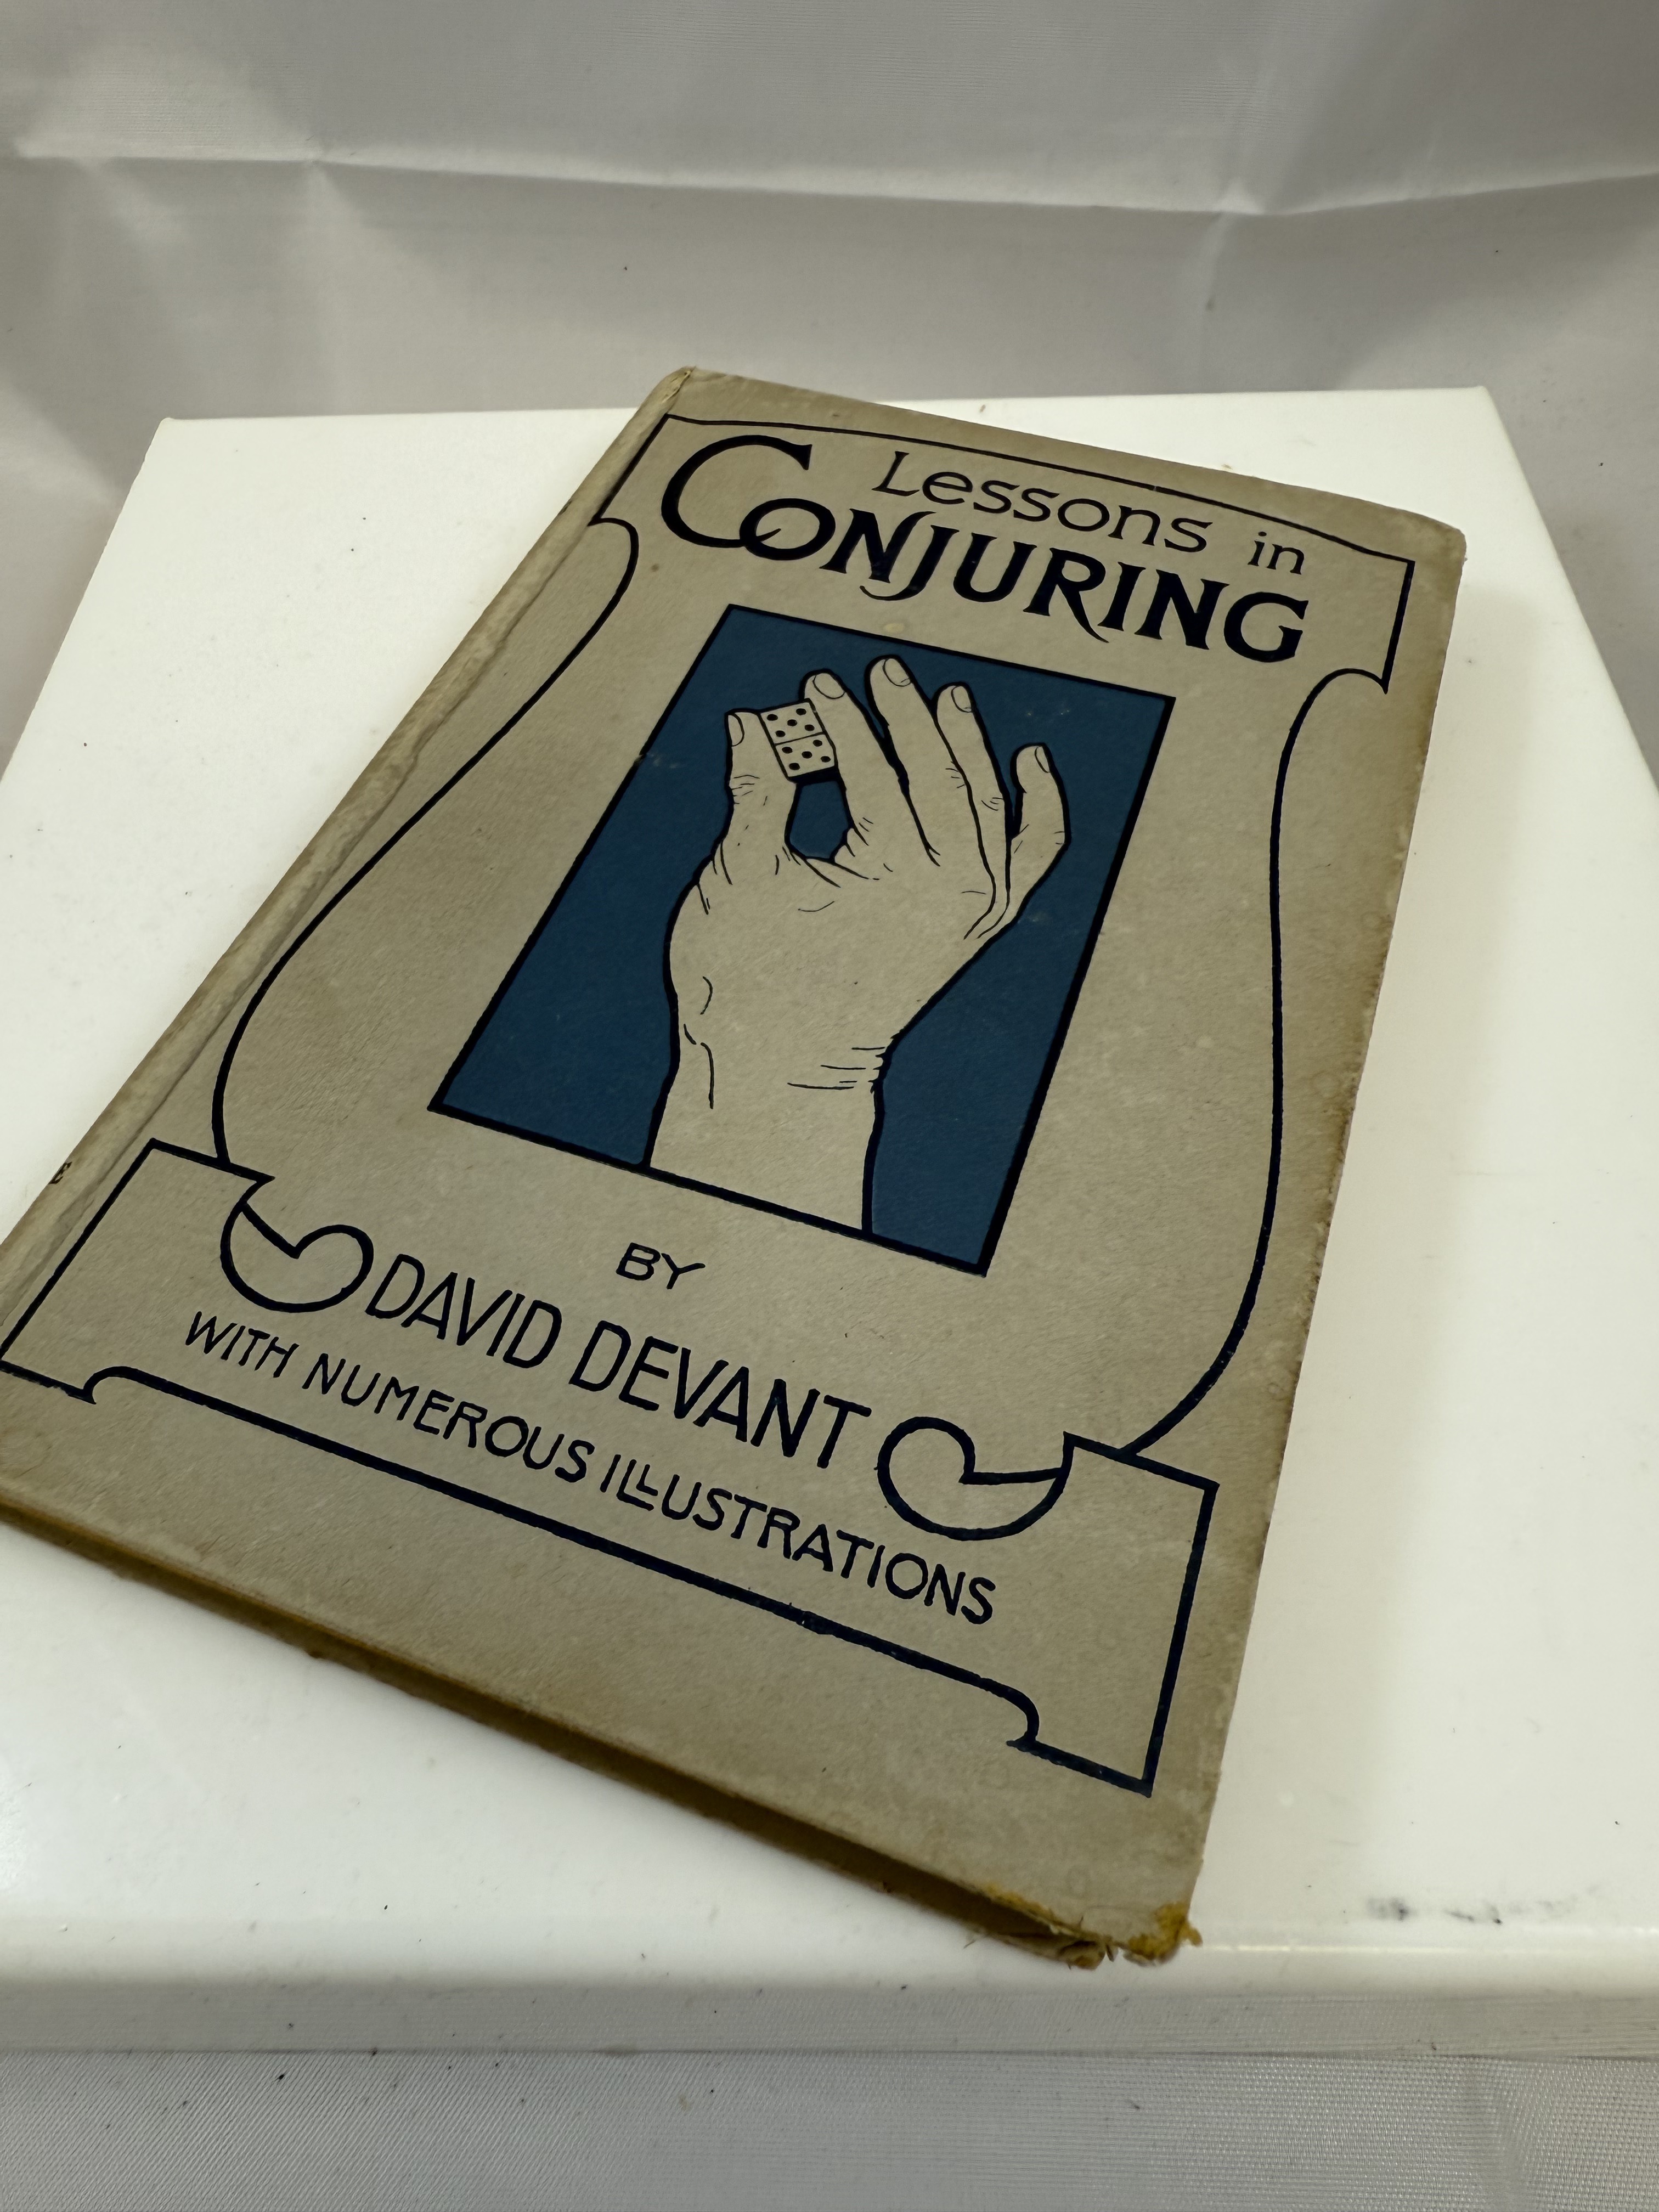 Lessons in
CONJURING
BY
DAVID DEVANT
WITH NUMEROUS ILLUSTRATIONS